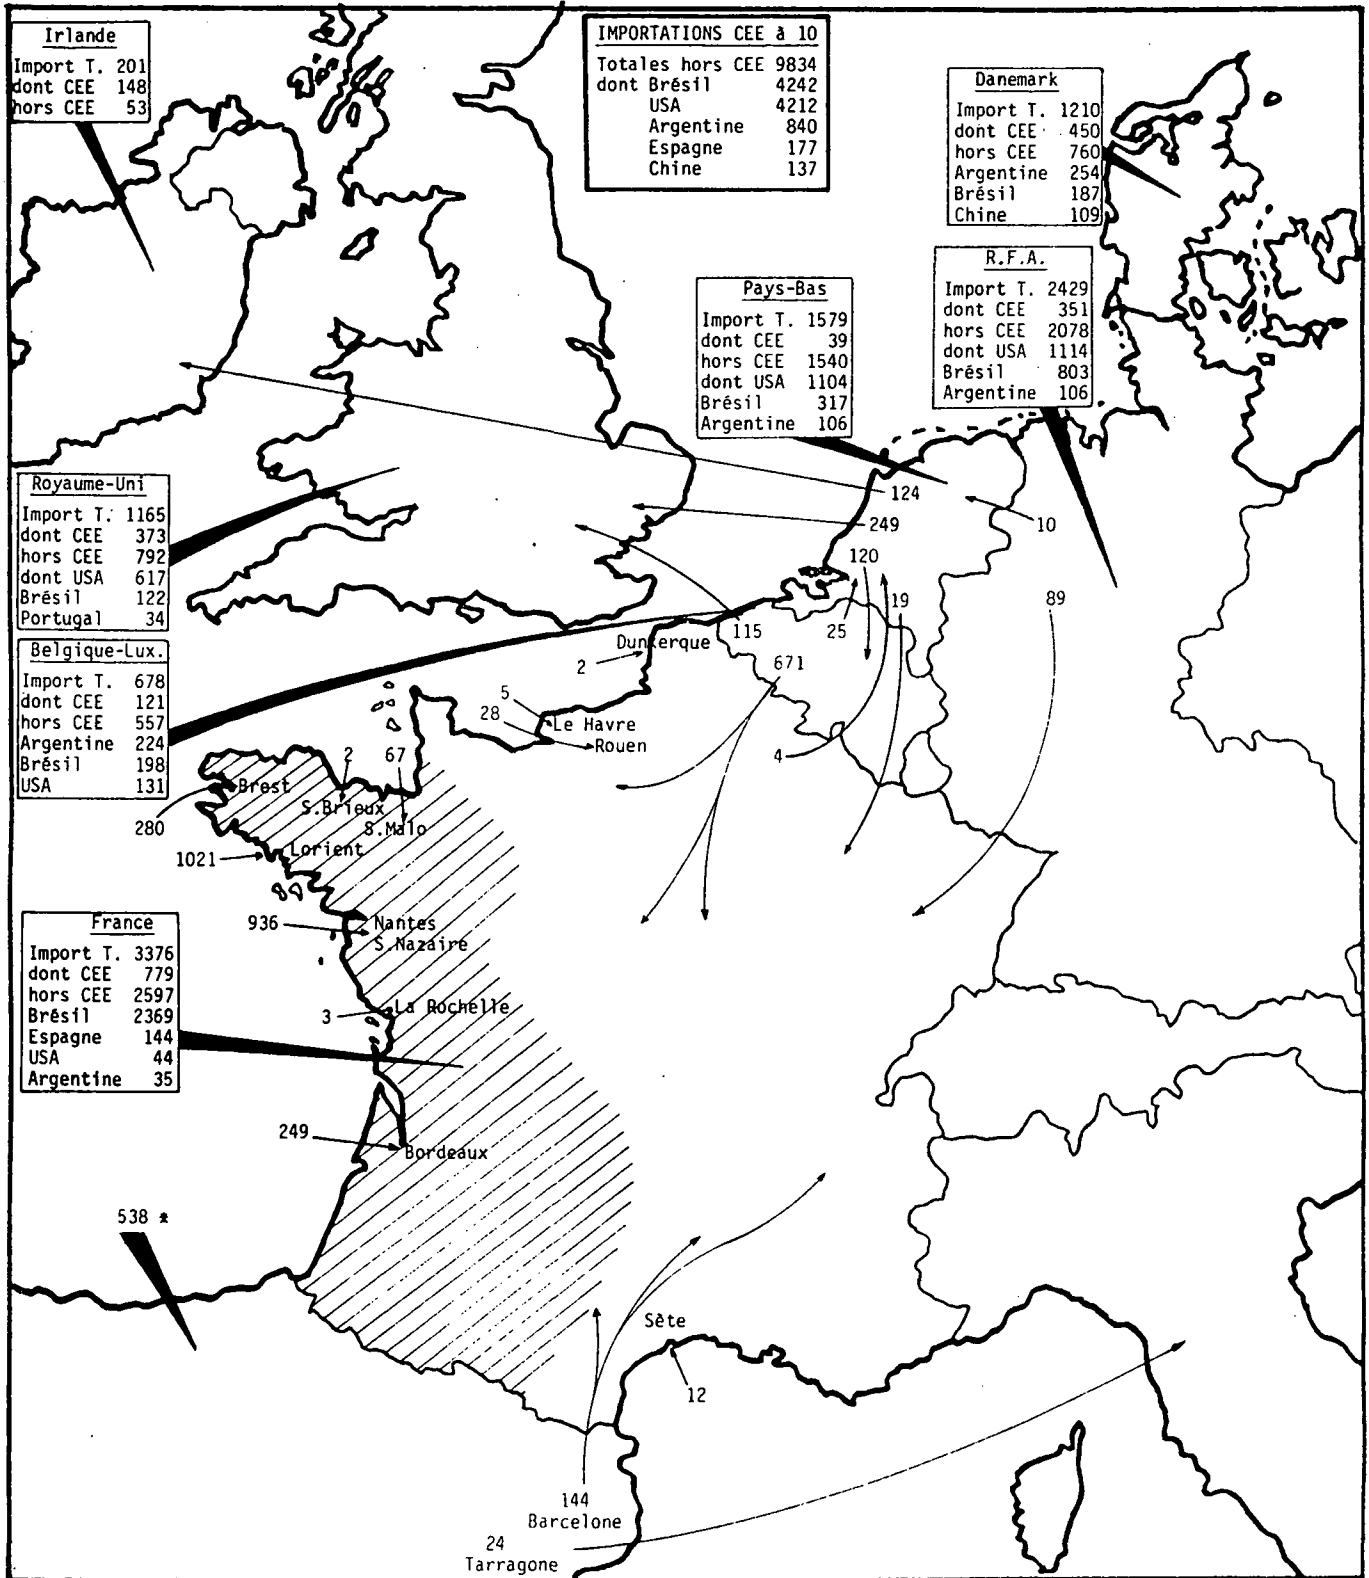 Irlande
Import T. 201
dont CEE 148
hors CEE 53
IMPORTATIONS CEE à 10
Totales hors CEE 9834
dont Brésil 4242
USA 4212
Argentine 840
Espagne 177
Chine 137
Danemark
Import T. 1210
dont CEE 450
hors CEE 760
Argentine 254
Brésil 187
Chine 109
R.F.A.
Import T. 2429
dont CEE 351
hors CEE 2078
dont USA 1114
Brésil 803
Argentine 106
Pays-Bas
Import T. 1579
dont CEE 39
hors CEE 1540
dont USA 1104
Brésil 317
Argentine 106
Royaume-Uni
Import T. 1165
dont CEE 373
hors CEE 792
dont USA 617
Brésil 122
Portugal 34
Belgique-Lux.
Import T. 678
dont CEE 121
hors CEE 557
Argentine 224
Brésil 198
USA 131
124
249
10
120
19
89
25
115
Dunkerque
2
671
5
Le Havre
28
Rouen
4
2
67
Brest
S.Brieux
S.Malo
280
Lorient
1021
936
Nantes
S.Nazaire
France
Import T. 3376
dont CEE 779
hors CEE 2597
Brésil 2369
Espagne 144
USA 44
Argentine 35
La Rochelle
3
249
Bordeaux
538 *
Sète
12
144
Barcelone
24
Tarragone